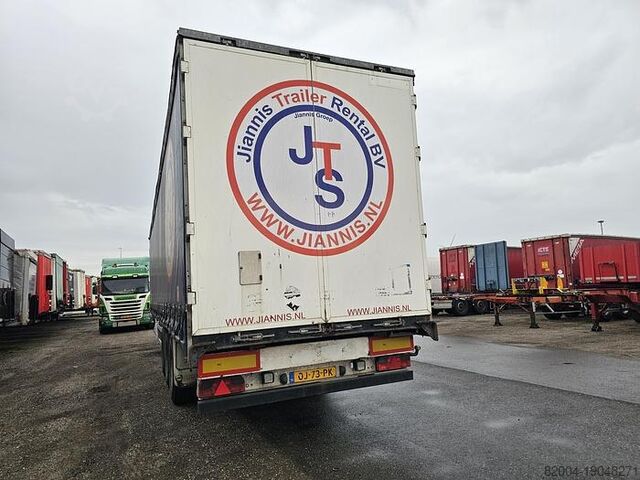 Jiannis Trailer Rental BV
Jiannis Groep
JTS
WWW.JIANNIS.NL
WWW.JIANNIS.NL
WWW.JIANNIS.NL
OJ-73-PK
82004-19048271